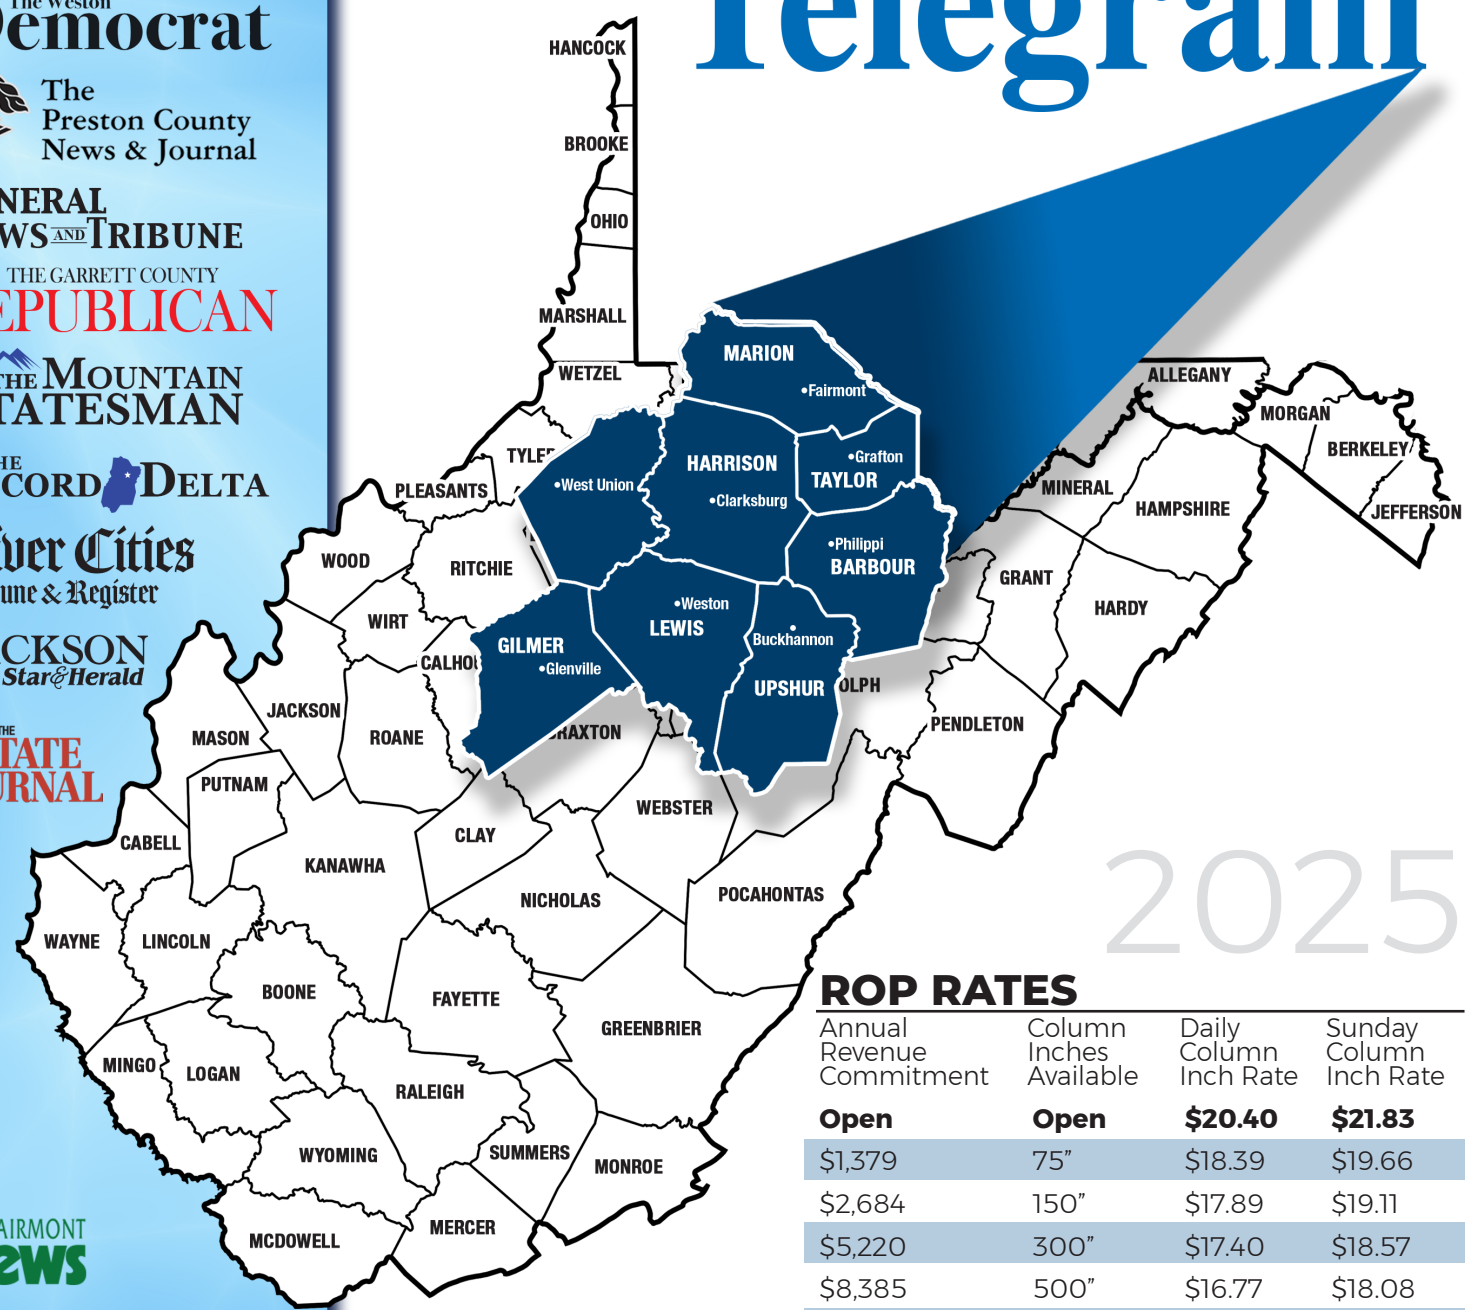 The Weston
Democrat
Telegram
The
Preston County
News & Journal
NERAL
WS AND TRIBUNE
THE GARRETT COUNTY
EPUBLICAN
THE MOUNTAIN
TATESMAN
HE
CORD DELTA
ver Cities
une & Register
CKSON
Star & Herald
THE
TATE
URNAL
AIRMONT
ews
HANCOCK
BROOKE
OHIO
MARSHALL
WETZEL
MARION
•Fairmont
ALLEGANY
MORGAN
BERKELEY
JEFFERSON
TYLER
PLEASANTS
•West Union
HARRISON
•Clarksburg
•Grafton
TAYLOR
MINERAL
HAMPSHIRE
WOOD
RITCHIE
•Philippi
BARBOUR
GRANT
HARDY
WIRT
•Weston
LEWIS
GILMER
•Glenville
CALHOU
Buckhannon
UPSHUR
OLPH
PENDLETON
JACKSON
ROANE
RAXTON
MASON
PUTNAM
WEBSTER
CLAY
CABELL
KANAWHA
NICHOLAS
POCAHONTAS
WAYNE
LINCOLN
BOONE
FAYETTE
GREENBRIER
MINGO
LOGAN
RALEIGH
WYOMING
SUMMERS
MONROE
MCDOWELL
MERCER
2025
ROP RATES
Annual Revenue Commitment Column Inches Available Daily Column Inch Rate Sunday Column Inch Rate
Open Open $20.40 $21.83
$1,379 75” $18.39 $19.66
$2,684 150” $17.89 $19.11
$5,220 300” $17.40 $18.57
$8,385 500” $16.77 $18.08